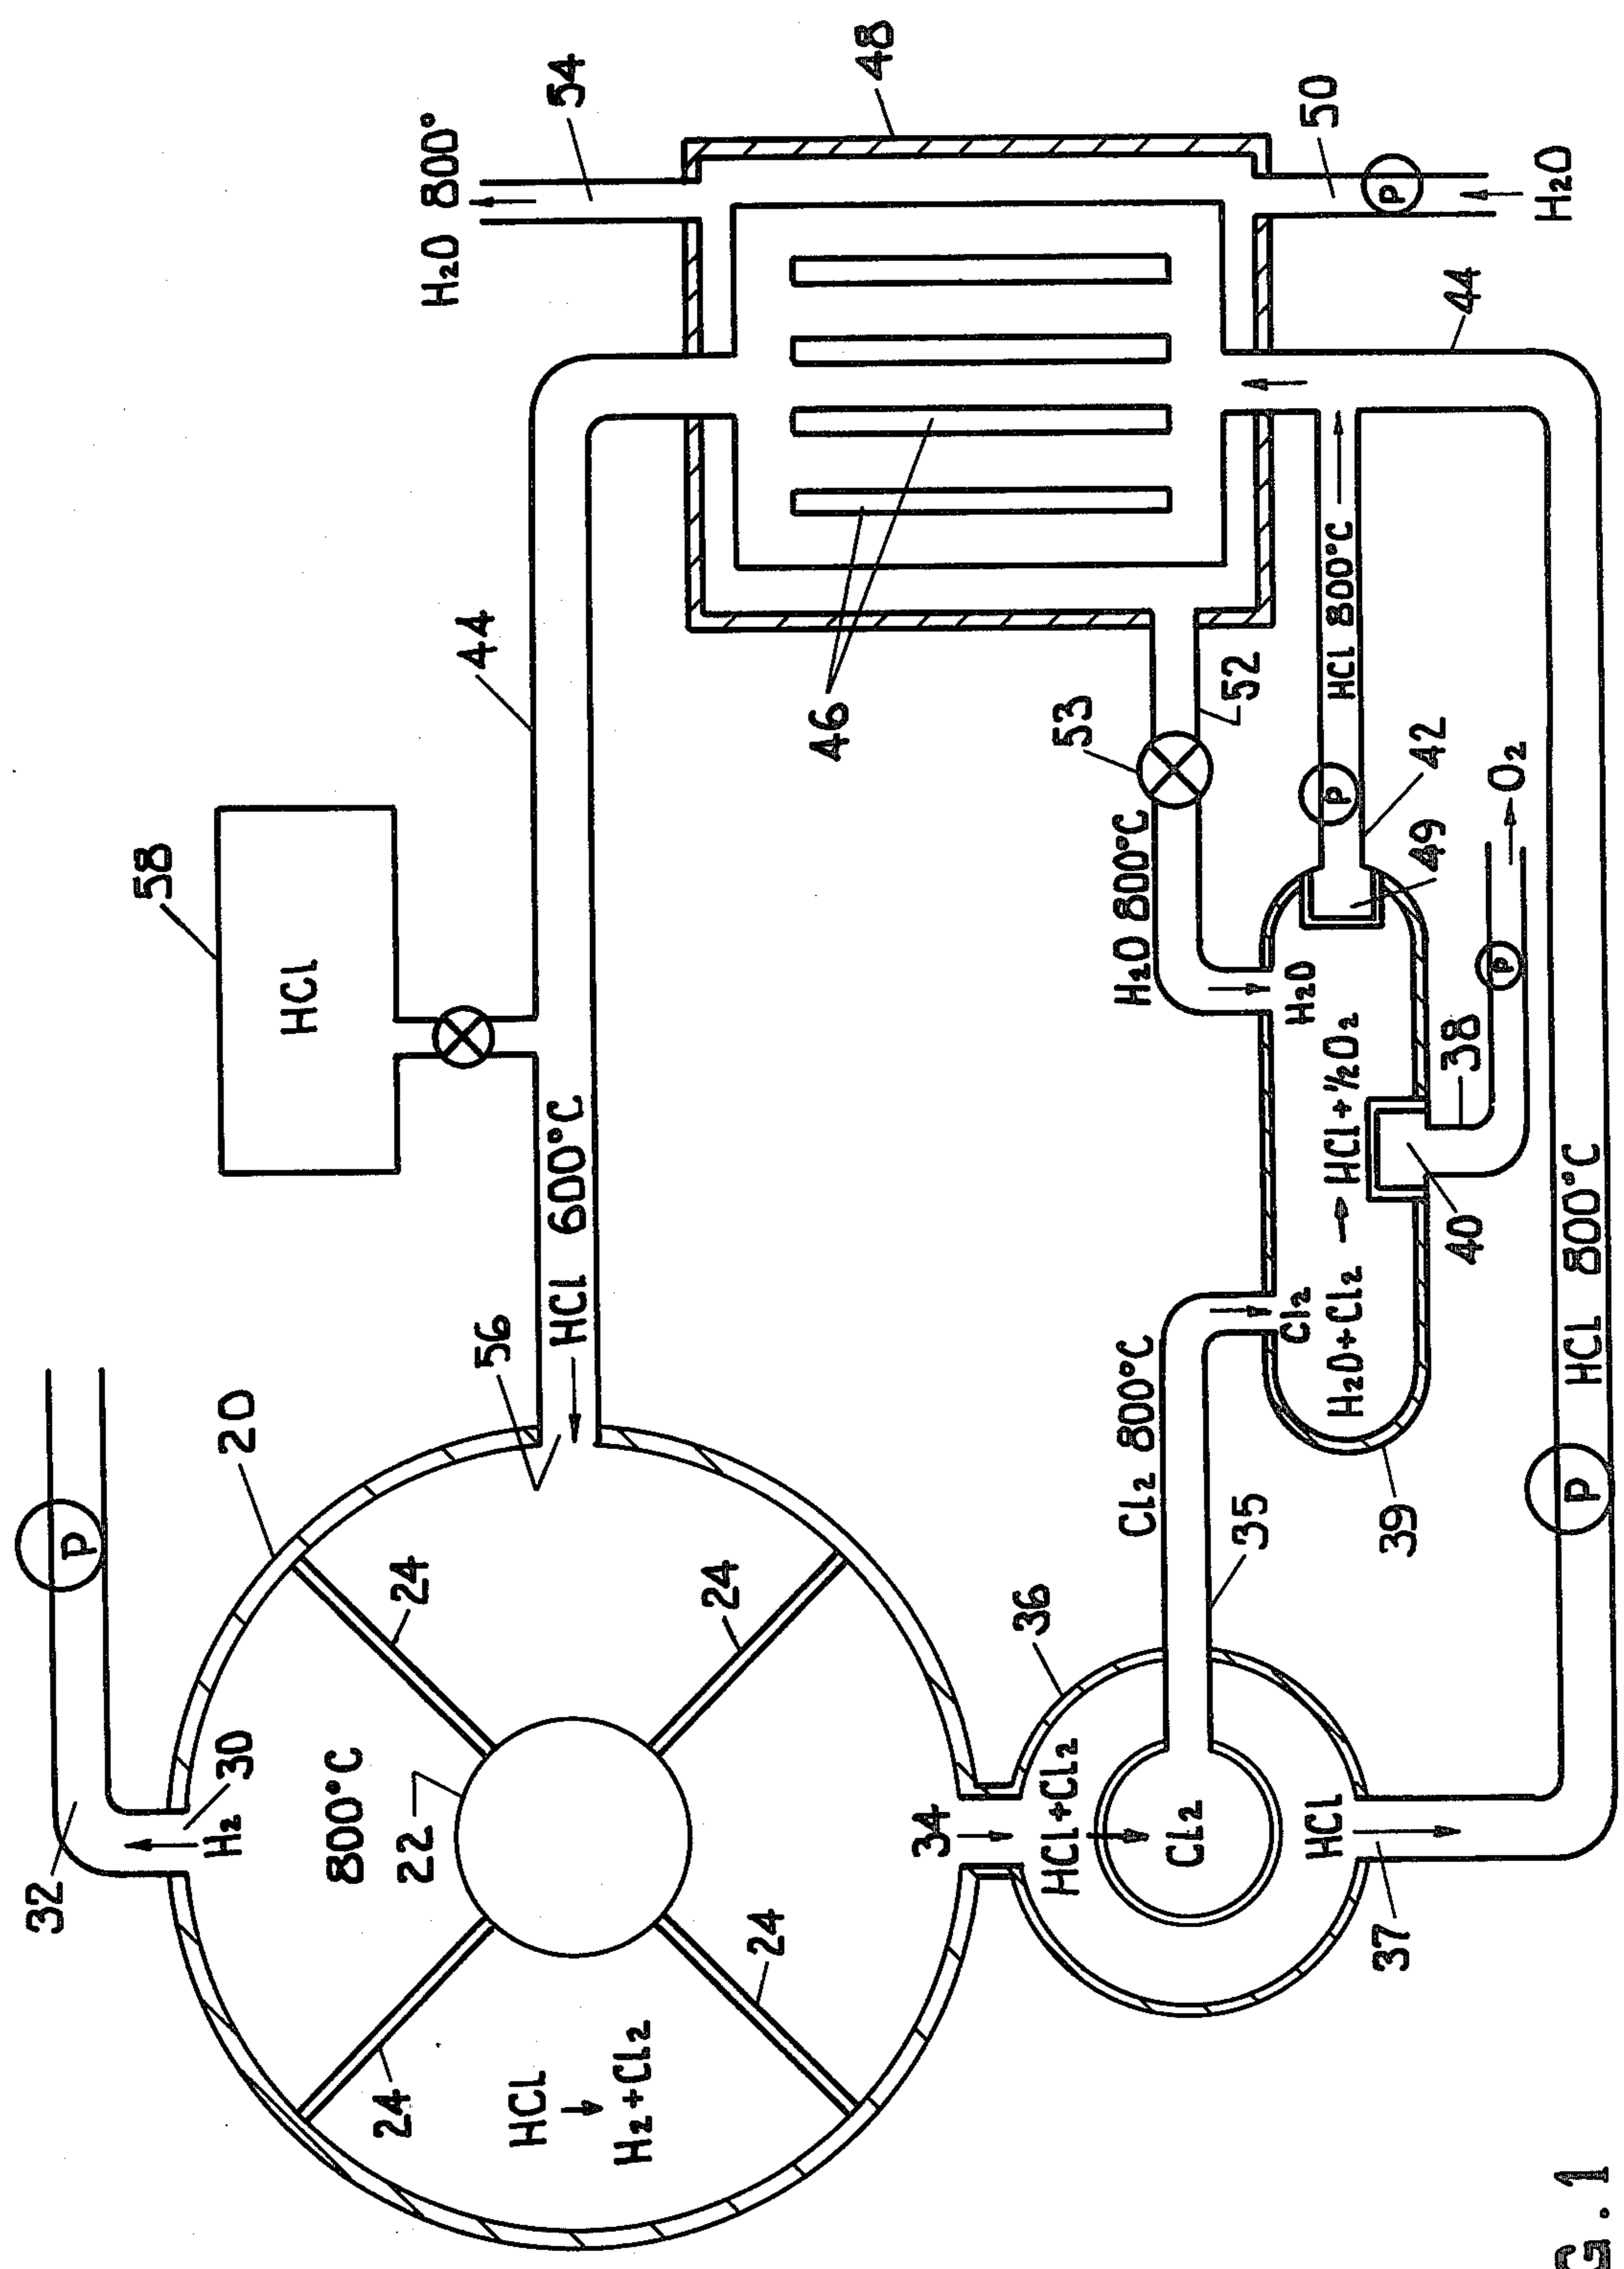 H₂O 800°
54
48
50
P
H₂O
44
44
46
58
HCl
53
52
HCl 800°C
42
P
49
O₂
P
H₂O 800°C
H₂O
38
40
H₂O+Cl₂ → HCl+½O₂
Cl₂
39
Cl₂ 800°C
35
HCl 800°C
P
HCl 600°C
56
20
P
32
30
H₂
800°C
22
24
24
24
24
HCl
↓
H₂+Cl₂
34
36
HCl+Cl₂
Cl₂
HCl
37
G.1